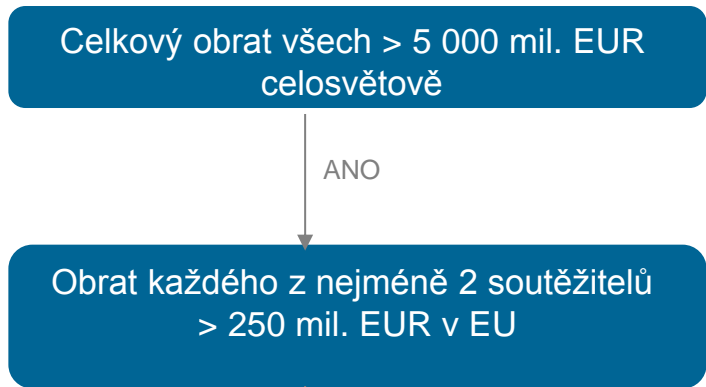 Celkový obrat všech > 5 000 mil. EUR
celosvětově
ANO
Obrat každého z nejméně 2 soutěžitelů
> 250 mil. EUR v EU